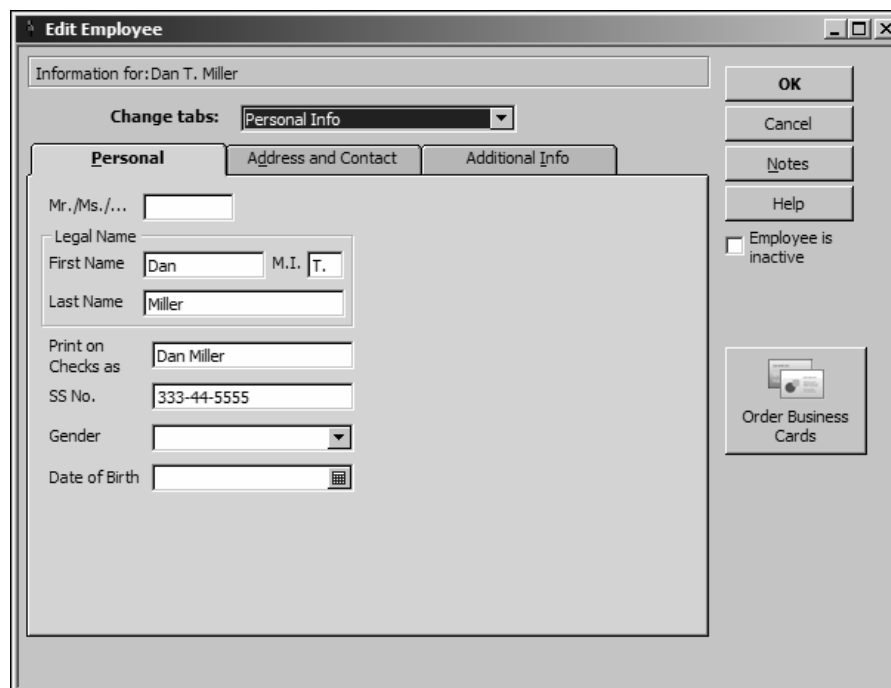 Edit Employee
Information for:Dan T. Miller
Change tabs: Personal Info
Personal Address and Contact Additional Info
Mr./Ms./...
Legal Name
First Name Dan M.I. T.
Last Name Miller
Print on
Checks as Dan Miller
SS No. 333-44-5555
Gender
Date of Birth
OK
Cancel
Notes
Help
Employee is
inactive
Order Business
Cards